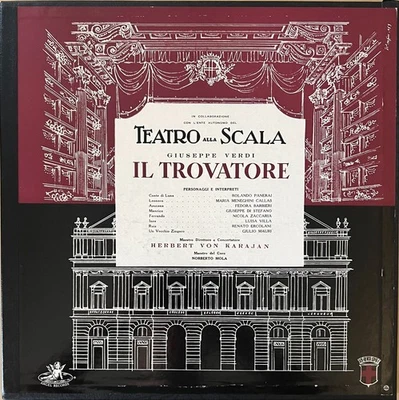 IN COLLABORAZIONE
CON L'ENTE AUTONOMO DEL
TEATRO ALLA SCALA
GIUSEPPE VERDI
IL TROVATORE
PERSONAGGI E INTERPRETI
Conte di Luna ROLANDO PANERAI
Leonora MARIA MENEGHINI CALLAS
Azucena FEDORA BARBIERI
Manrico GIUSEPPE DI STEFANO
Ferrando NICOLA ZACCARIA
Ines LUISA VILLA
Ruiz RENATO ERCOLANI
Un Vecchio Zingaro GIULIO MAURI
Maestro Direttore e Concertatore
HERBERT VON KARAJAN
Maestro del Coro
NORBERTO MOLA